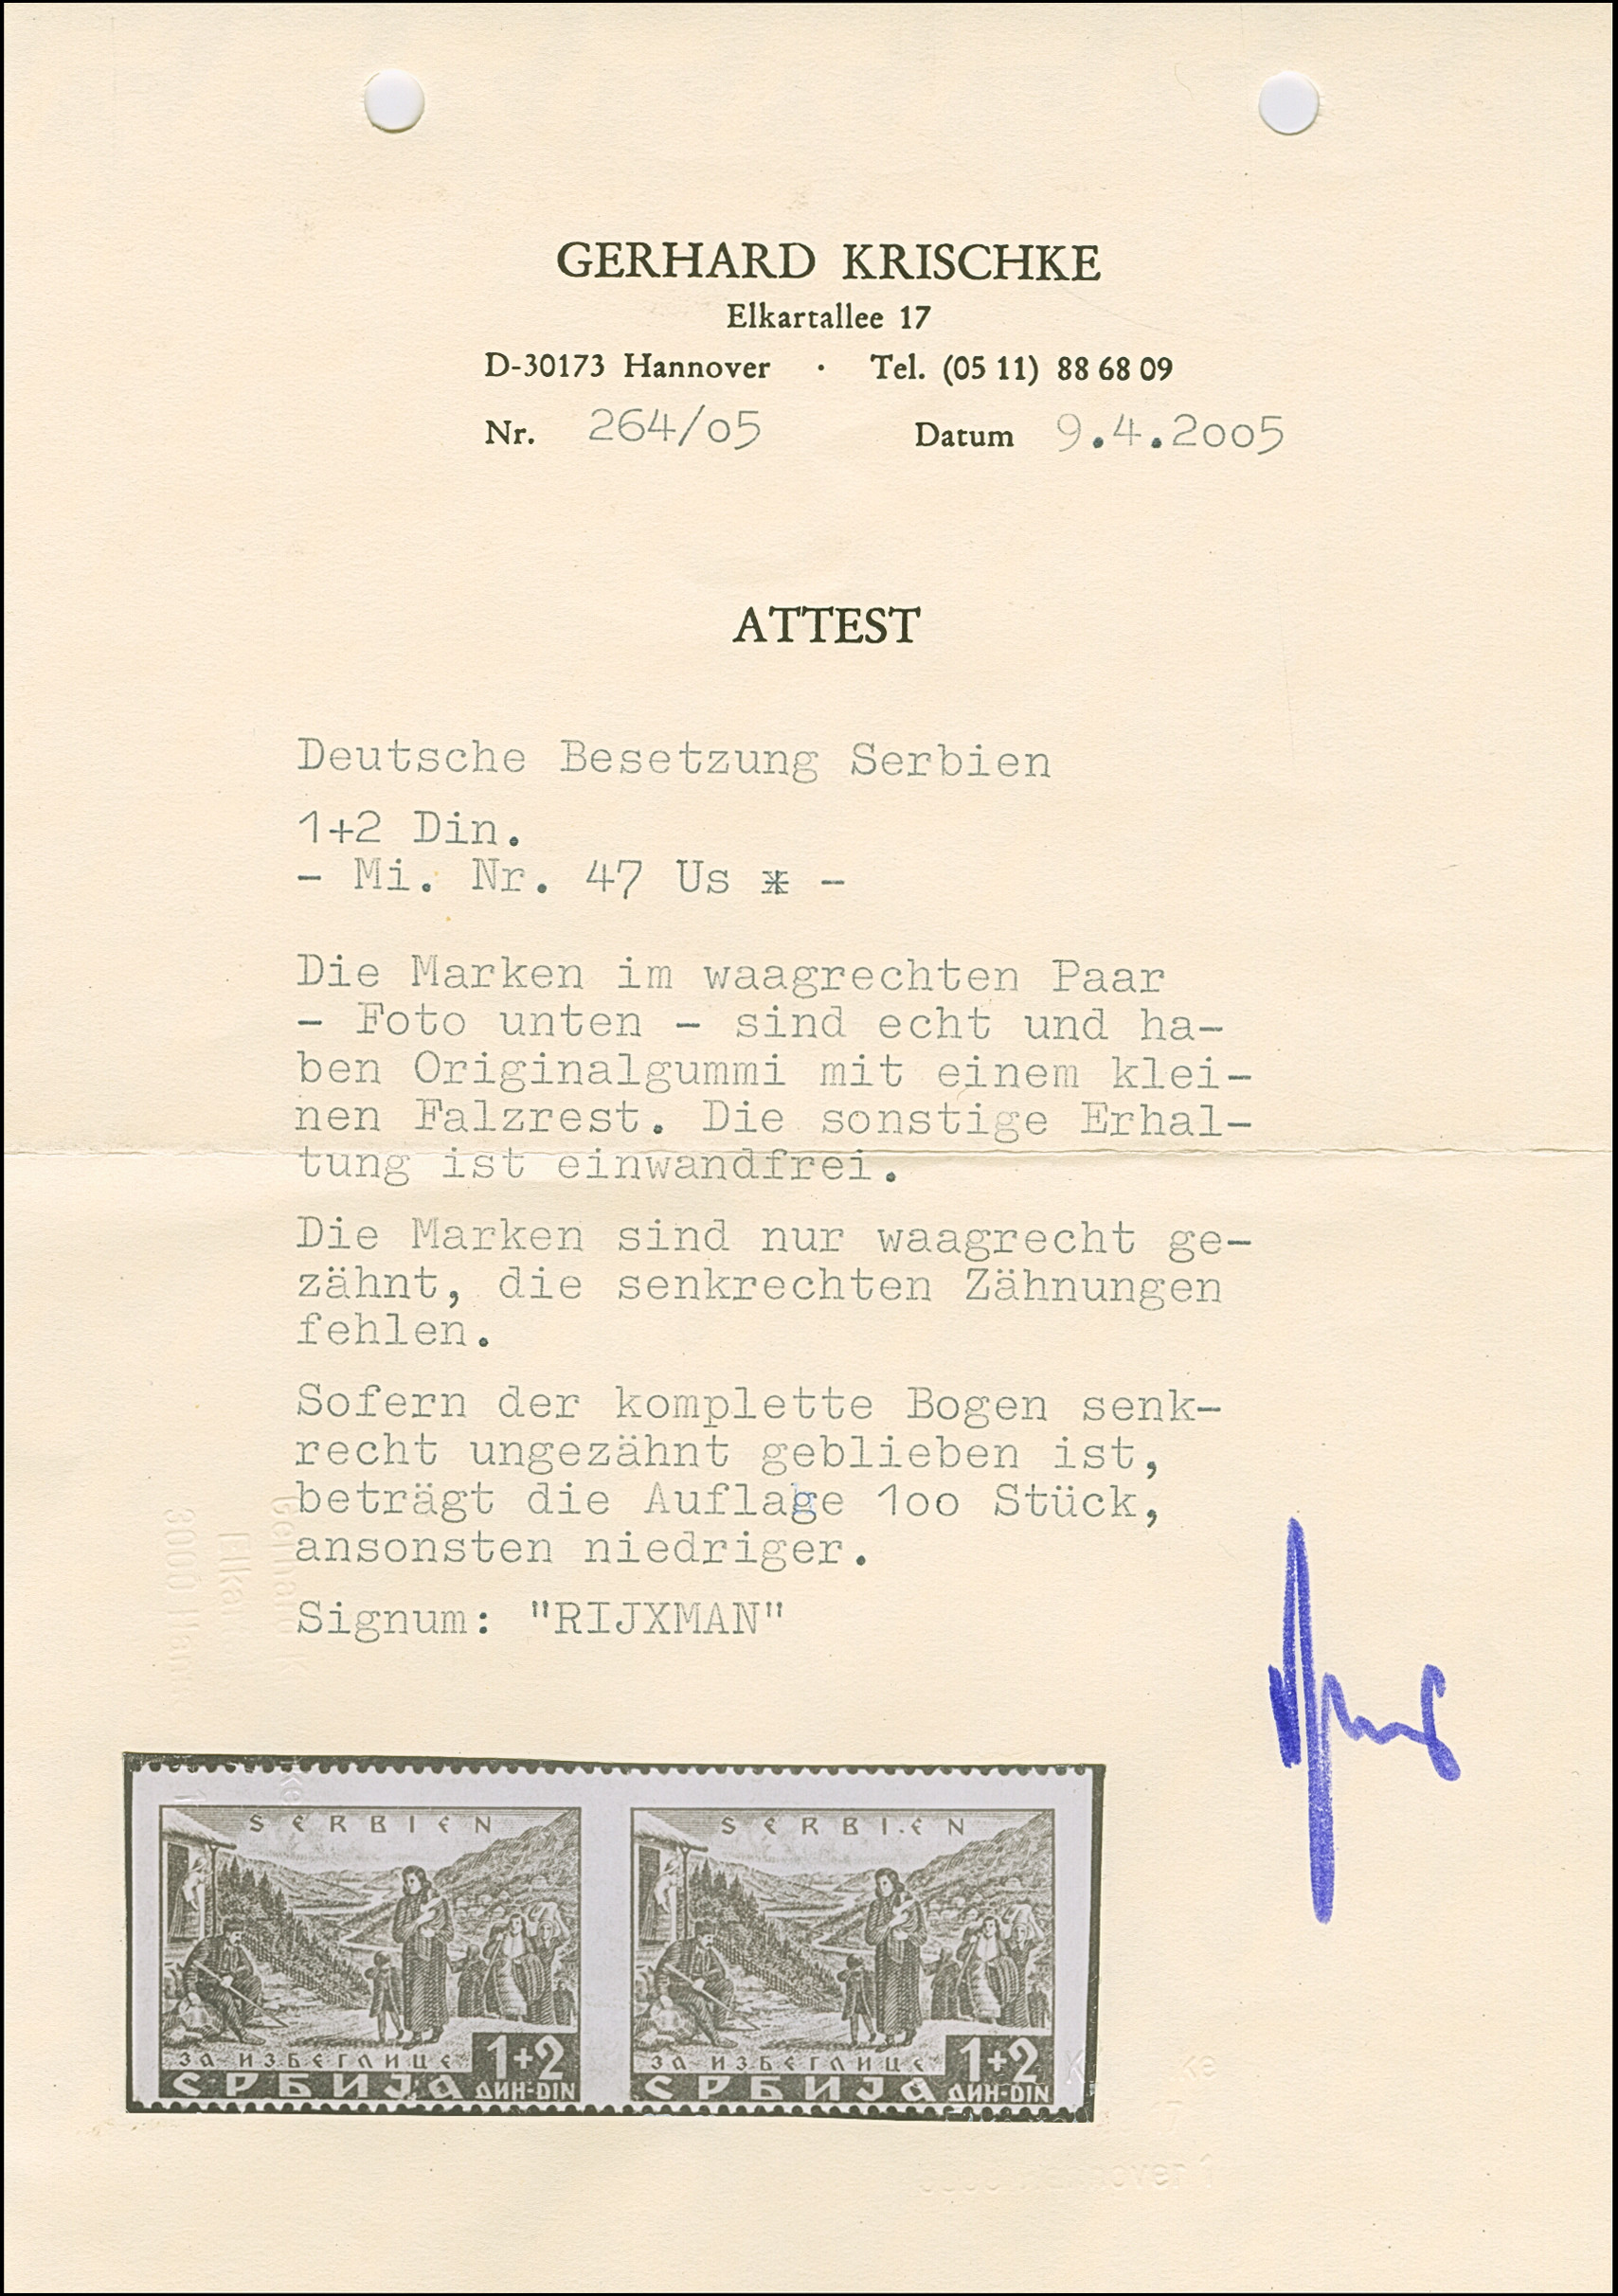 GERHARD KRISCHKE
Elkartallee 17
D-30173 Hannover · Tel. (05 11) 88 68 09
Nr. 264/o5 Datum 9.4.2oo5
ATTEST
Deutsche Besetzung Serbien
1+2 Din.
- Mi. Nr. 47 Us * -
Die Marken im waagrechten Paar
- Foto unten - sind echt und ha-
ben Originalgummi mit einem klei-
nen Falzrest. Die sonstige Erhal-
tung ist einwandfrei.
Die Marken sind nur waagrecht ge-
zähnt, die senkrechten Zähnungen
fehlen.
Sofern der komplette Bogen senk-
recht ungezähnt geblieben ist,
beträgt die Auflage 1oo Stück,
ansonsten niedriger.
Signum: "RIJXMAN"
SERBIEN
ЗА ИЗБЕГЛИЦЕ 1+2
СРБИЈА ДИН-DIN
SERBIEN
ЗА ИЗБЕГЛИЦЕ 1+2
СРБИЈА ДИН-DIN